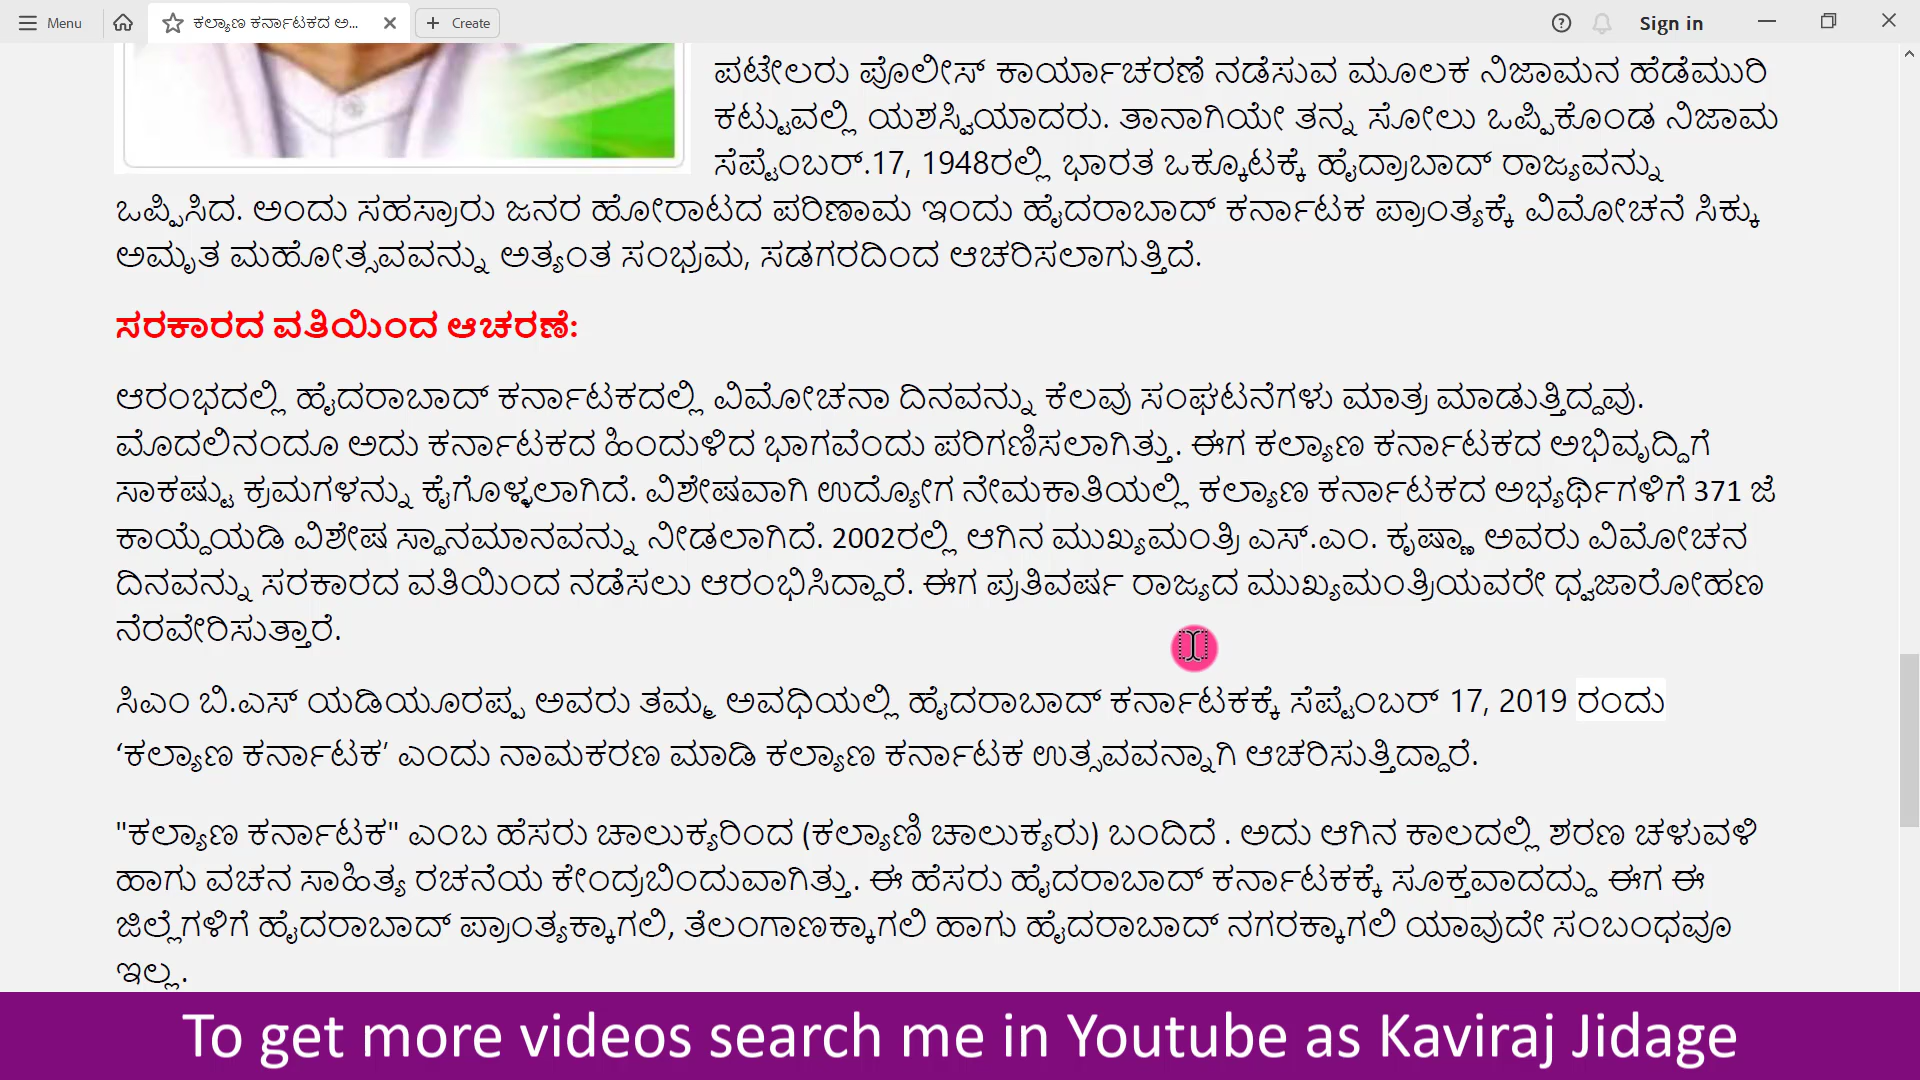 Menu
ಕಲ್ಯಾಣ ಕರ್ನಾಟಕದ ಅ...
Create
Sign in
ಪಟೇಲರು ಪೊಲೀಸ್ ಕಾರ್ಯಾಚರಣೆ ನಡೆಸುವ ಮೂಲಕ ನಿಜಾಮನ ಹೆಡೆಮುರಿ
ಕಟ್ಟುವಲ್ಲಿ ಯಶಸ್ವಿಯಾದರು. ತಾನಾಗಿಯೇ ತನ್ನ ಸೋಲು ಒಪ್ಪಿಕೊಂಡ ನಿಜಾಮ
ಸೆಪ್ಟೆಂಬರ್.17, 1948ರಲ್ಲಿ ಭಾರತ ಒಕ್ಕೂಟಕ್ಕೆ ಹೈದ್ರಾಬಾದ್ ರಾಜ್ಯವನ್ನು
ಒಪ್ಪಿಸಿದ. ಅಂದು ಸಹಸ್ರಾರು ಜನರ ಹೋರಾಟದ ಪರಿಣಾಮ ಇಂದು ಹೈದರಾಬಾದ್ ಕರ್ನಾಟಕ ಪ್ರಾಂತ್ಯಕ್ಕೆ ವಿಮೋಚನೆ ಸಿಕ್ಕು
ಅಮೃತ ಮಹೋತ್ಸವವನ್ನು ಅತ್ಯಂತ ಸಂಭ್ರಮ, ಸಡಗರದಿಂದ ಆಚರಿಸಲಾಗುತ್ತಿದೆ.
ಸರಕಾರದ ವತಿಯಿಂದ ಆಚರಣೆ:
ಆರಂಭದಲ್ಲಿ ಹೈದರಾಬಾದ್ ಕರ್ನಾಟಕದಲ್ಲಿ ವಿಮೋಚನಾ ದಿನವನ್ನು ಕೆಲವು ಸಂಘಟನೆಗಳು ಮಾತ್ರ ಮಾಡುತ್ತಿದ್ದವು.
ಮೊದಲಿನಂದೂ ಅದು ಕರ್ನಾಟಕದ ಹಿಂದುಳಿದ ಭಾಗವೆಂದು ಪರಿಗಣಿಸಲಾಗಿತ್ತು. ಈಗ ಕಲ್ಯಾಣ ಕರ್ನಾಟಕದ ಅಭಿವೃದ್ದಿಗೆ
ಸಾಕಷ್ಟು ಕ್ರಮಗಳನ್ನು ಕೈಗೊಳ್ಳಲಾಗಿದೆ. ವಿಶೇಷವಾಗಿ ಉದ್ಯೋಗ ನೇಮಕಾತಿಯಲ್ಲಿ ಕಲ್ಯಾಣ ಕರ್ನಾಟಕದ ಅಭ್ಯರ್ಥಿಗಳಿಗೆ 371 ಜೆ
ಕಾಯ್ದೆಯಡಿ ವಿಶೇಷ ಸ್ಥಾನಮಾನವನ್ನು ನೀಡಲಾಗಿದೆ. 2002ರಲ್ಲಿ ಆಗಿನ ಮುಖ್ಯಮಂತ್ರಿ ಎಸ್.ಎಂ. ಕೃಷ್ಣಾ ಅವರು ವಿಮೋಚನ
ದಿನವನ್ನು ಸರಕಾರದ ವತಿಯಿಂದ ನಡೆಸಲು ಆರಂಭಿಸಿದ್ದಾರೆ. ಈಗ ಪ್ರತಿವರ್ಷ ರಾಜ್ಯದ ಮುಖ್ಯಮಂತ್ರಿಯವರೇ ಧ್ವಜಾರೋಹಣ
ನೆರವೇರಿಸುತ್ತಾರೆ.
ಸಿಎಂ ಬಿ.ಎಸ್ ಯಡಿಯೂರಪ್ಪ ಅವರು ತಮ್ಮ ಅವಧಿಯಲ್ಲಿ ಹೈದರಾಬಾದ್ ಕರ್ನಾಟಕಕ್ಕೆ ಸೆಪ್ಟೆಂಬರ್ 17, 2019 ರಂದು
‘ಕಲ್ಯಾಣ ಕರ್ನಾಟಕ’ ಎಂದು ನಾಮಕರಣ ಮಾಡಿ ಕಲ್ಯಾಣ ಕರ್ನಾಟಕ ಉತ್ಸವವನ್ನಾಗಿ ಆಚರಿಸುತ್ತಿದ್ದಾರೆ.
"ಕಲ್ಯಾಣ ಕರ್ನಾಟಕ" ಎಂಬ ಹೆಸರು ಚಾಲುಕ್ಯರಿಂದ (ಕಲ್ಯಾಣಿ ಚಾಲುಕ್ಯರು) ಬಂದಿದೆ . ಅದು ಆಗಿನ ಕಾಲದಲ್ಲಿ ಶರಣ ಚಳುವಳಿ
ಹಾಗು ವಚನ ಸಾಹಿತ್ಯ ರಚನೆಯ ಕೇಂದ್ರಬಿಂದುವಾಗಿತ್ತು. ಈ ಹೆಸರು ಹೈದರಾಬಾದ್ ಕರ್ನಾಟಕಕ್ಕೆ ಸೂಕ್ತವಾದದ್ದು ಈಗ ಈ
ಜಿಲ್ಲೆಗಳಿಗೆ ಹೈದರಾಬಾದ್ ಪ್ರಾಂತ್ಯಕ್ಕಾಗಲಿ, ತೆಲಂಗಾಣಕ್ಕಾಗಲಿ ಹಾಗು ಹೈದರಾಬಾದ್ ನಗರಕ್ಕಾಗಲಿ ಯಾವುದೇ ಸಂಬಂಧವೂ
ಇಲ್ಲ.
To get more videos search me in Youtube as Kaviraj Jidage